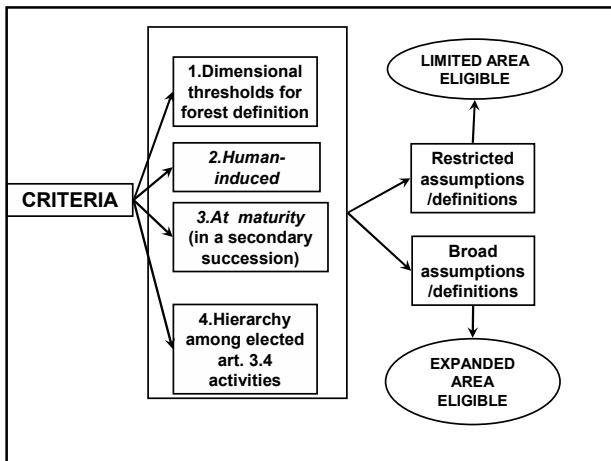 CRITERIA
1.Dimensional
thresholds for
forest definition
2.Human-
induced
3.At maturity
(in a secondary
succession)
4.Hierarchy
among elected
art. 3.4
activities
LIMITED AREA
ELIGIBLE
Restricted
assumptions
/definitions
Broad
assumptions
/definitions
EXPANDED
AREA
ELIGIBLE